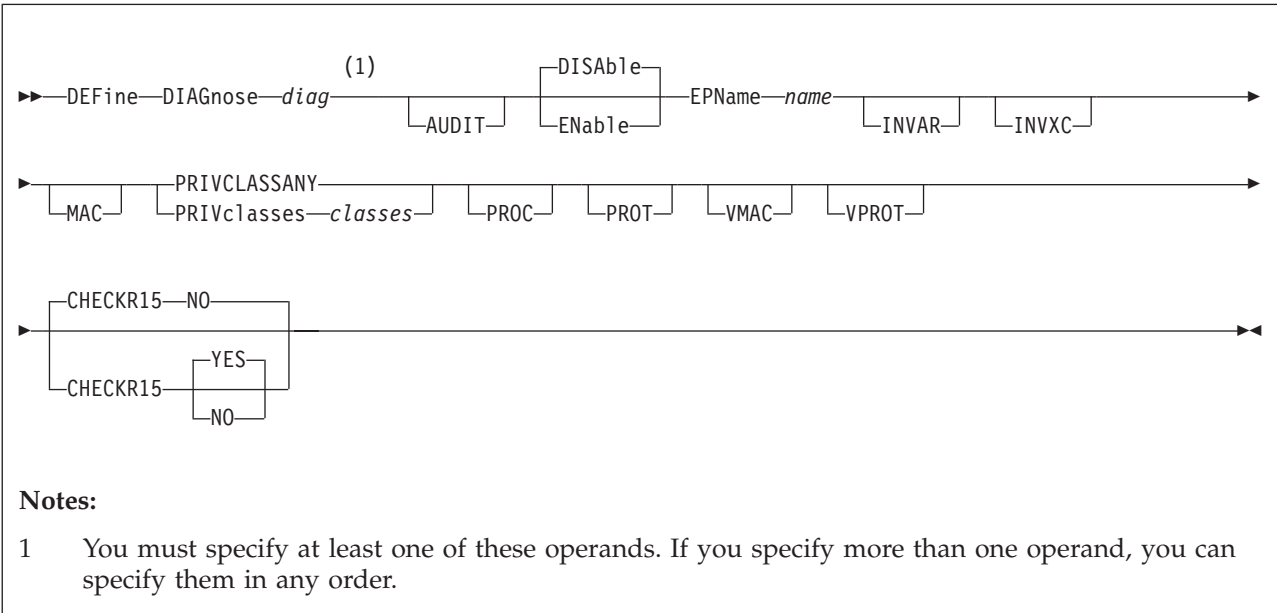 (1) DISAble
DEFine DIAGnose diag EPName name
AUDIT ENable INVAR INVXC
PRIVCLASSANY
MAC PRIVclasses classes PROC PROT VMAC VPROT
CHECKR15 NO
YES
CHECKR15
NO
Notes:
1 You must specify at least one of these operands. If you specify more than one operand, you can
specify them in any order.